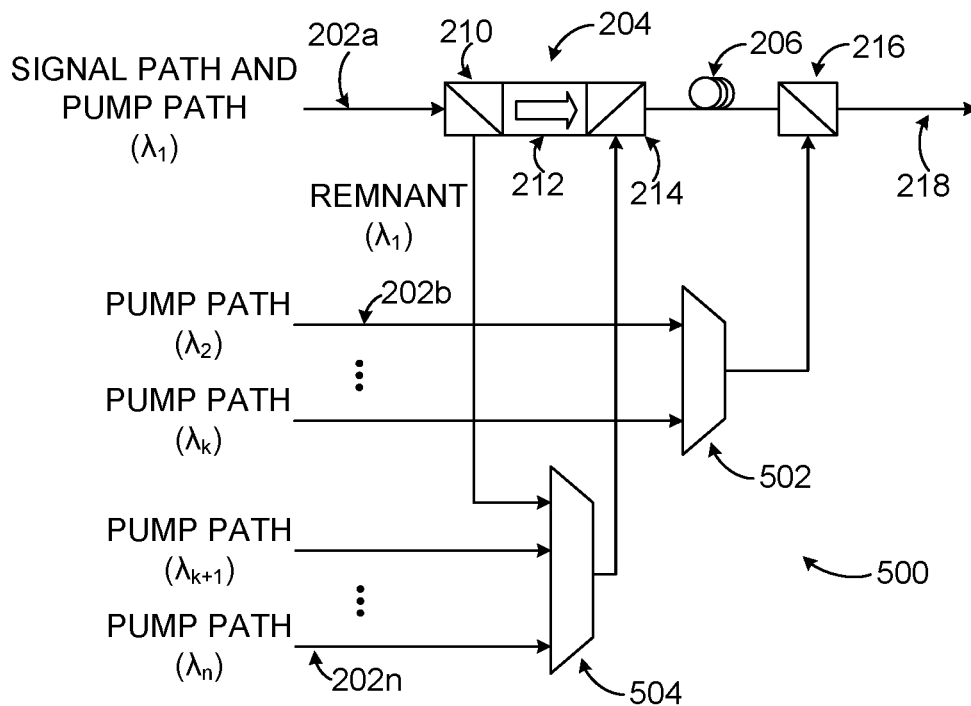 202a
210
204
206
216
SIGNAL PATH AND
PUMP PATH
(λ₁)
212
214
218
REMNANT
(λ₁)
PUMP PATH
(λ₂)
202b
PUMP PATH
(λₖ)
502
PUMP PATH
(λₖ₊₁)
500
PUMP PATH
(λₙ)
202n
504